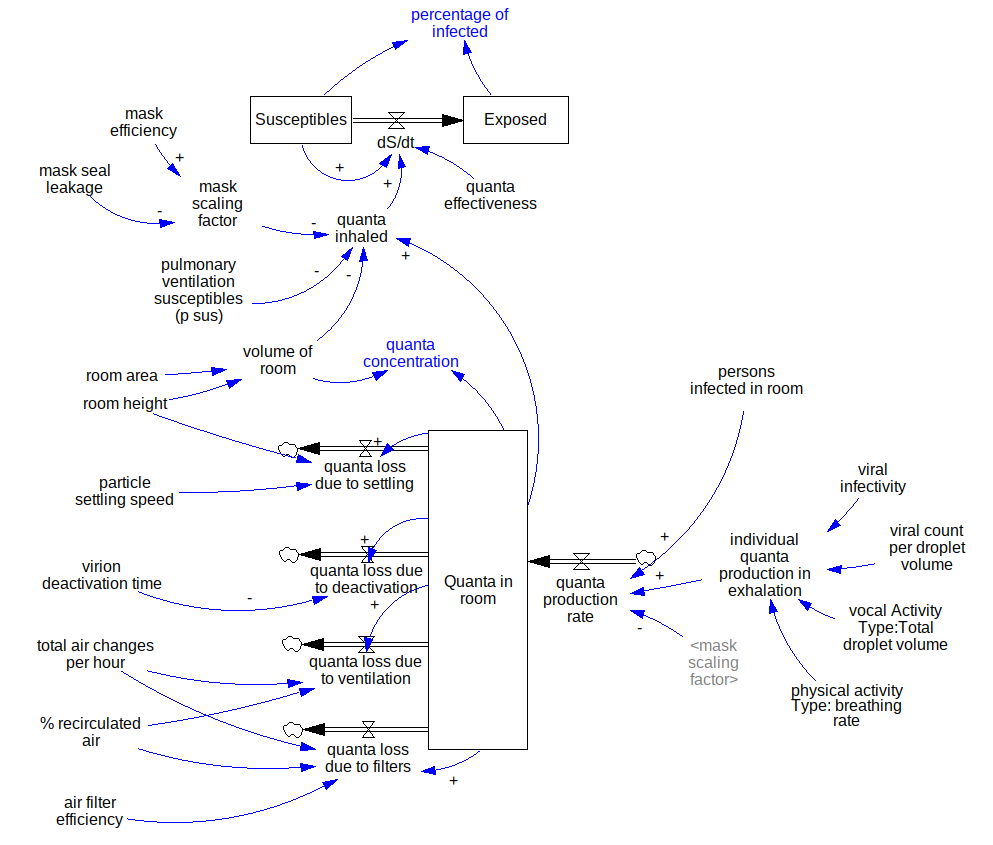 percentage of
infected
Susceptibles
Exposed
dS/dt
mask
efficiency
+
mask seal
leakage
-
mask
scaling
factor
+
+
quanta
effectiveness
-
quanta
inhaled
+
pulmonary
ventilation
susceptibles
(p sus)
-
-
volume of
room
quanta
concentration
room area
room height
persons
infected in room
+
quanta loss
due to settling
particle
settling speed
viral
infectivity
viral count
per droplet
volume
individual
quanta
production in
exhalation
vocal Activity
Type:Total
droplet volume
physical activity
Type: breathing
rate
+
+
quanta
production
rate
-
<mask
scaling
factor>
Quanta in
room
+
quanta loss due
to deactivation
virion
deactivation time
-
+
quanta loss due
to ventilation
total air changes
per hour
% recirculated
air
quanta loss
due to filters
+
air filter
efficiency